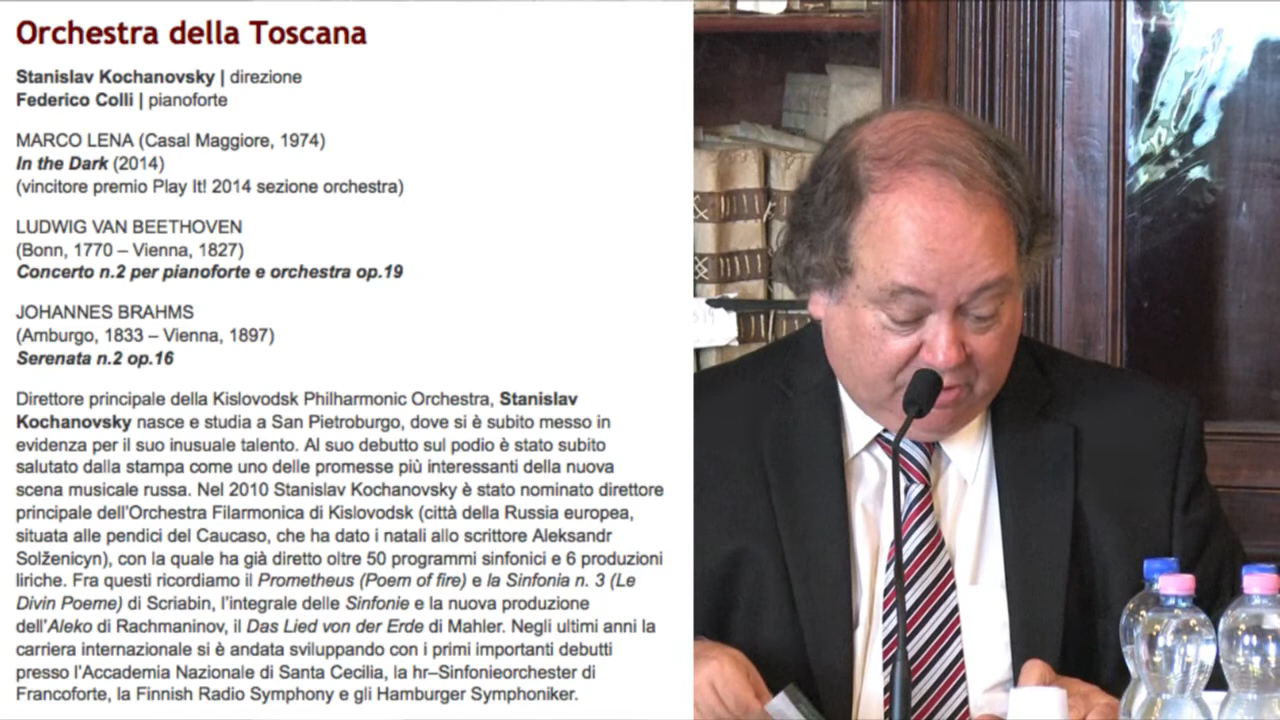 Orchestra della Toscana
Stanislav Kochanovsky | direzione
Federico Colli | pianoforte
MARCO LENA (Casal Maggiore, 1974)
In the Dark (2014)
(vincitore premio Play It! 2014 sezione orchestra)
LUDWIG VAN BEETHOVEN
(Bonn, 1770 – Vienna, 1827)
Concerto n.2 per pianoforte e orchestra op.19
JOHANNES BRAHMS
(Amburgo, 1833 – Vienna, 1897)
Serenata n.2 op.16
Direttore principale della Kislovodsk Philharmonic Orchestra, Stanislav
Kochanovsky nasce e studia a San Pietroburgo, dove si è subito messo in
evidenza per il suo inusuale talento. Al suo debutto sul podio è stato subito
salutato dalla stampa come uno delle promesse più interessanti della nuova
scena musicale russa. Nel 2010 Stanislav Kochanovsky è stato nominato direttore
principale dell'Orchestra Filarmonica di Kislovodsk (città della Russia europea,
situata alle pendici del Caucaso, che ha dato i natali allo scrittore Aleksandr
Solženicyn), con la quale ha già diretto oltre 50 programmi sinfonici e 6 produzioni
liriche. Fra questi ricordiamo il Prometheus (Poem of fire) e la Sinfonia n. 3 (Le
Divin Poeme) di Scriabin, l'integrale delle Sinfonie e la nuova produzione
dell'Aleko di Rachmaninov, il Das Lied von der Erde di Mahler. Negli ultimi anni la
carriera internazionale si è andata sviluppando con i primi importanti debutti
presso l'Accademia Nazionale di Santa Cecilia, la hr–Sinfonieorchester di
Francoforte, la Finnish Radio Symphony e gli Hamburger Symphoniker.